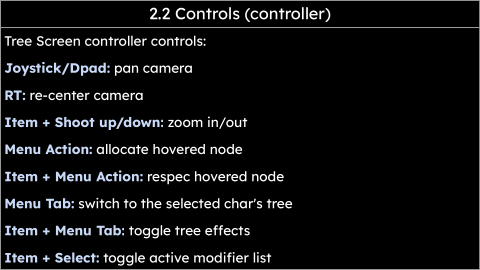 2.2 Controls (controller)
Tree Screen controller controls:
Joystick/Dpad: pan camera
RT: re-center camera
Item + Shoot up/down: zoom in/out
Menu Action: allocate hovered node
Item + Menu Action: respec hovered node
Menu Tab: switch to the selected char's tree
Item + Menu Tab: toggle tree effects
Item + Select: toggle active modifier list